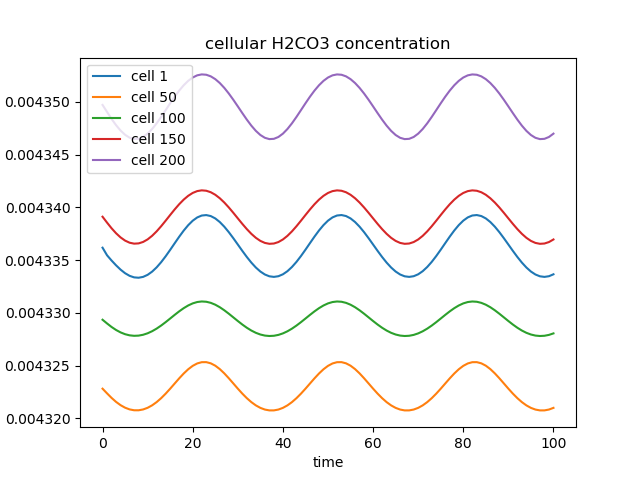 cellular H2CO3 concentration
cell 1
cell 50
cell 100
cell 150
cell 200
0.004350
0.004345
0.004340
0.004335
0.004330
0.004325
0.004320
0 20 40 60 80 100
time